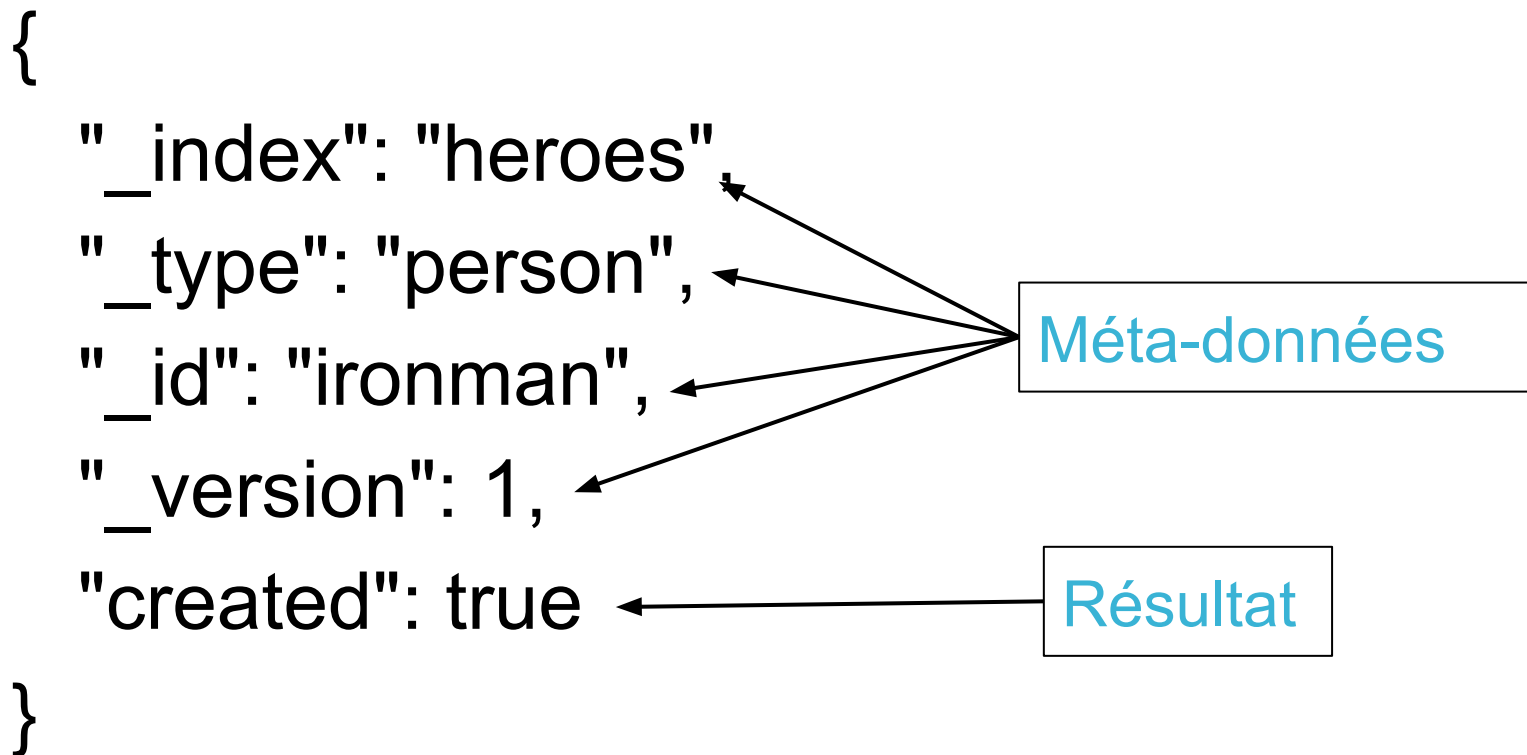 {
"_index": "heroes",
"_type": "person",
"_id": "ironman",
"_version": 1,
"created": true
}
Méta-données
Résultat